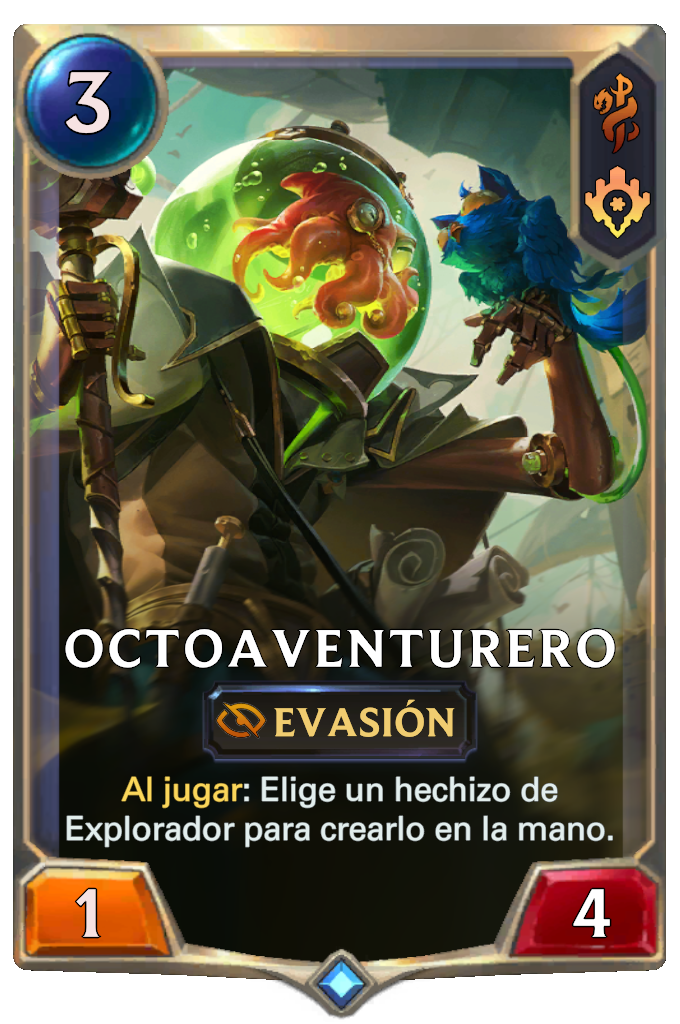 3
OCTOAVENTURERO
EVASIÓN
Al jugar: Elige un hechizo de
Explorador para crearlo en la mano.
1
4